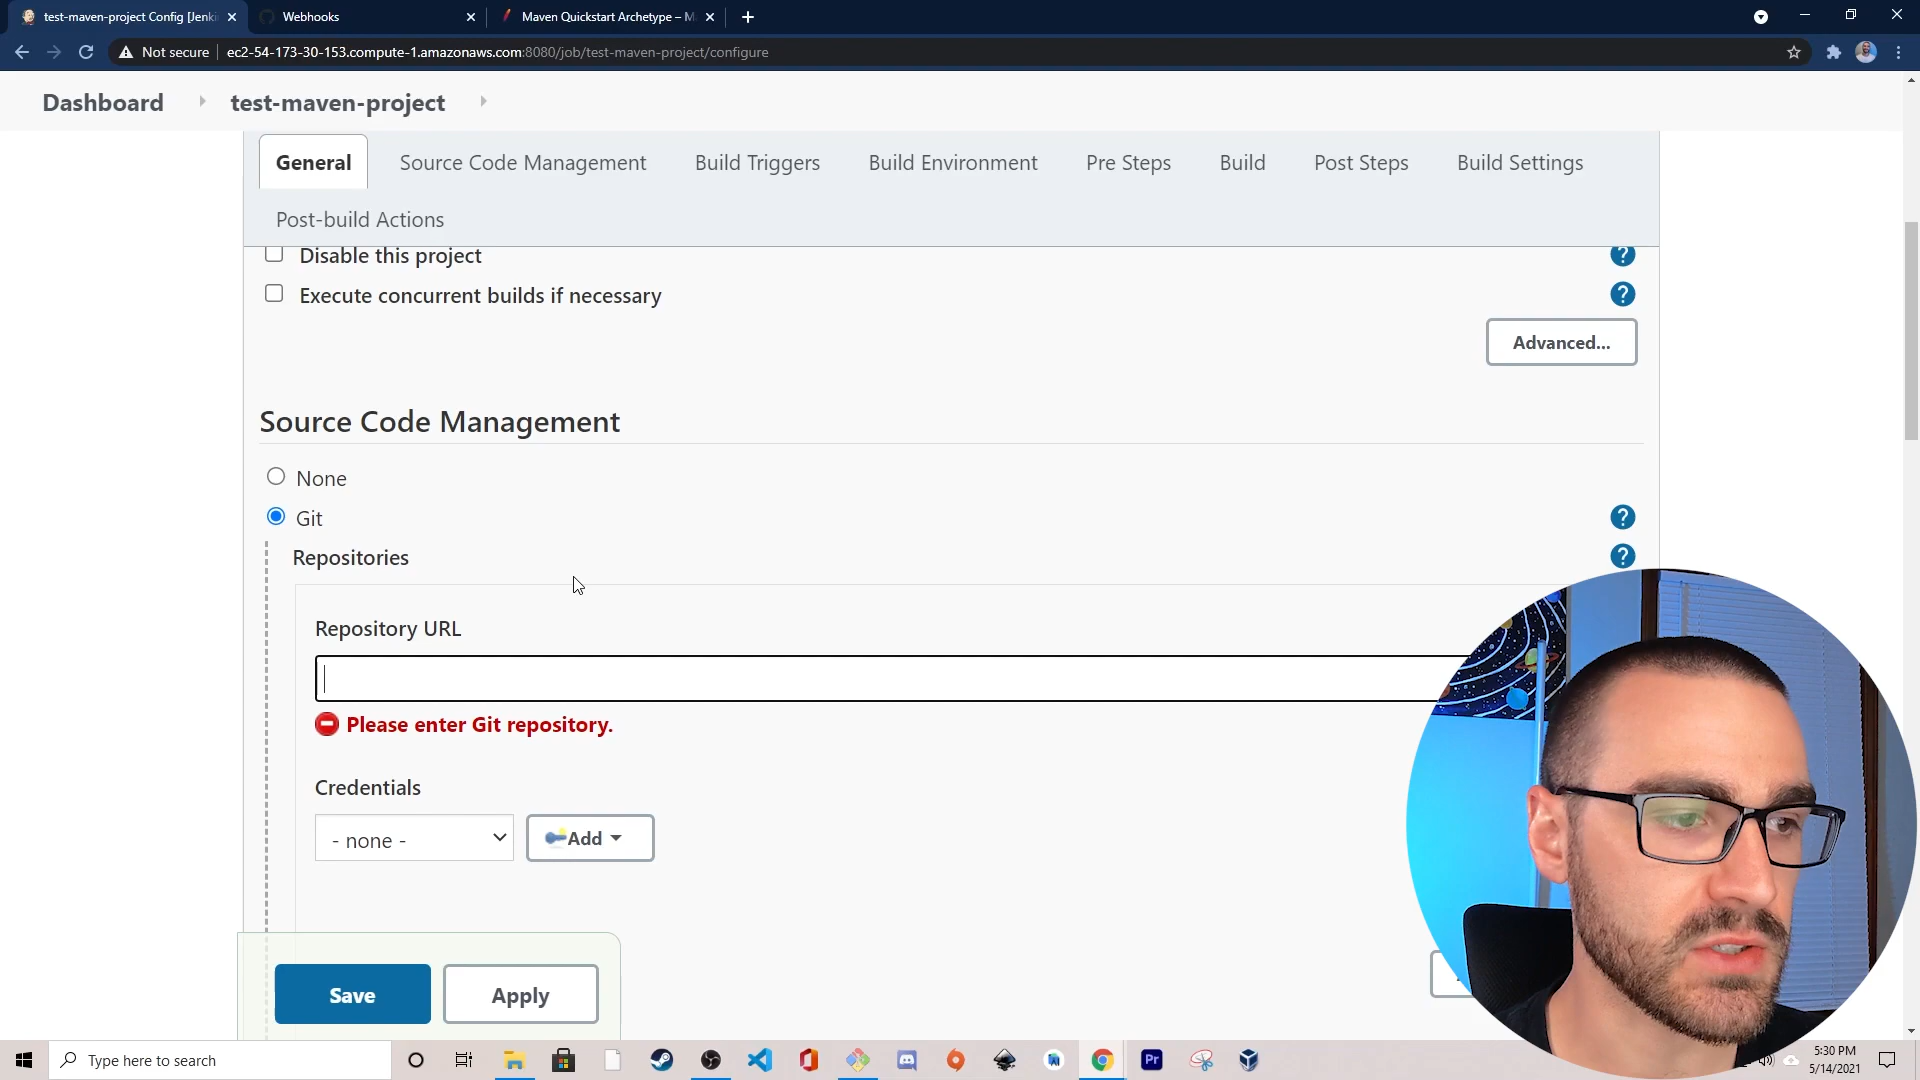 test-maven-project Config [Jenki
Webhooks
Maven Quickstart Archetype – M
Not secure
ec2-54-173-30-153.compute-1.amazonaws.com:8080/job/test-maven-project/configure
Dashboard
test-maven-project
General
Source Code Management
Build Triggers
Build Environment
Pre Steps
Build
Post Steps
Build Settings
Post-build Actions
Disable this project
?
Execute concurrent builds if necessary
?
Advanced...
Source Code Management
None
Git
?
Repositories
?
Repository URL
Please enter Git repository.
Credentials
- none -
Add
Save
Apply
Type here to search
Pr
5:30 PM
5/14/2021